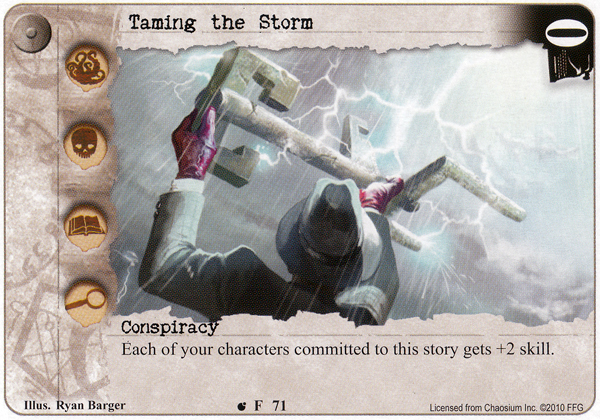 Taming the Storm
0
Conspiracy
Each of your characters committed to this story gets +2 skill.
Illus. Ryan Barger
F 71
Licensed from Chaosium Inc. ©2010 FFG